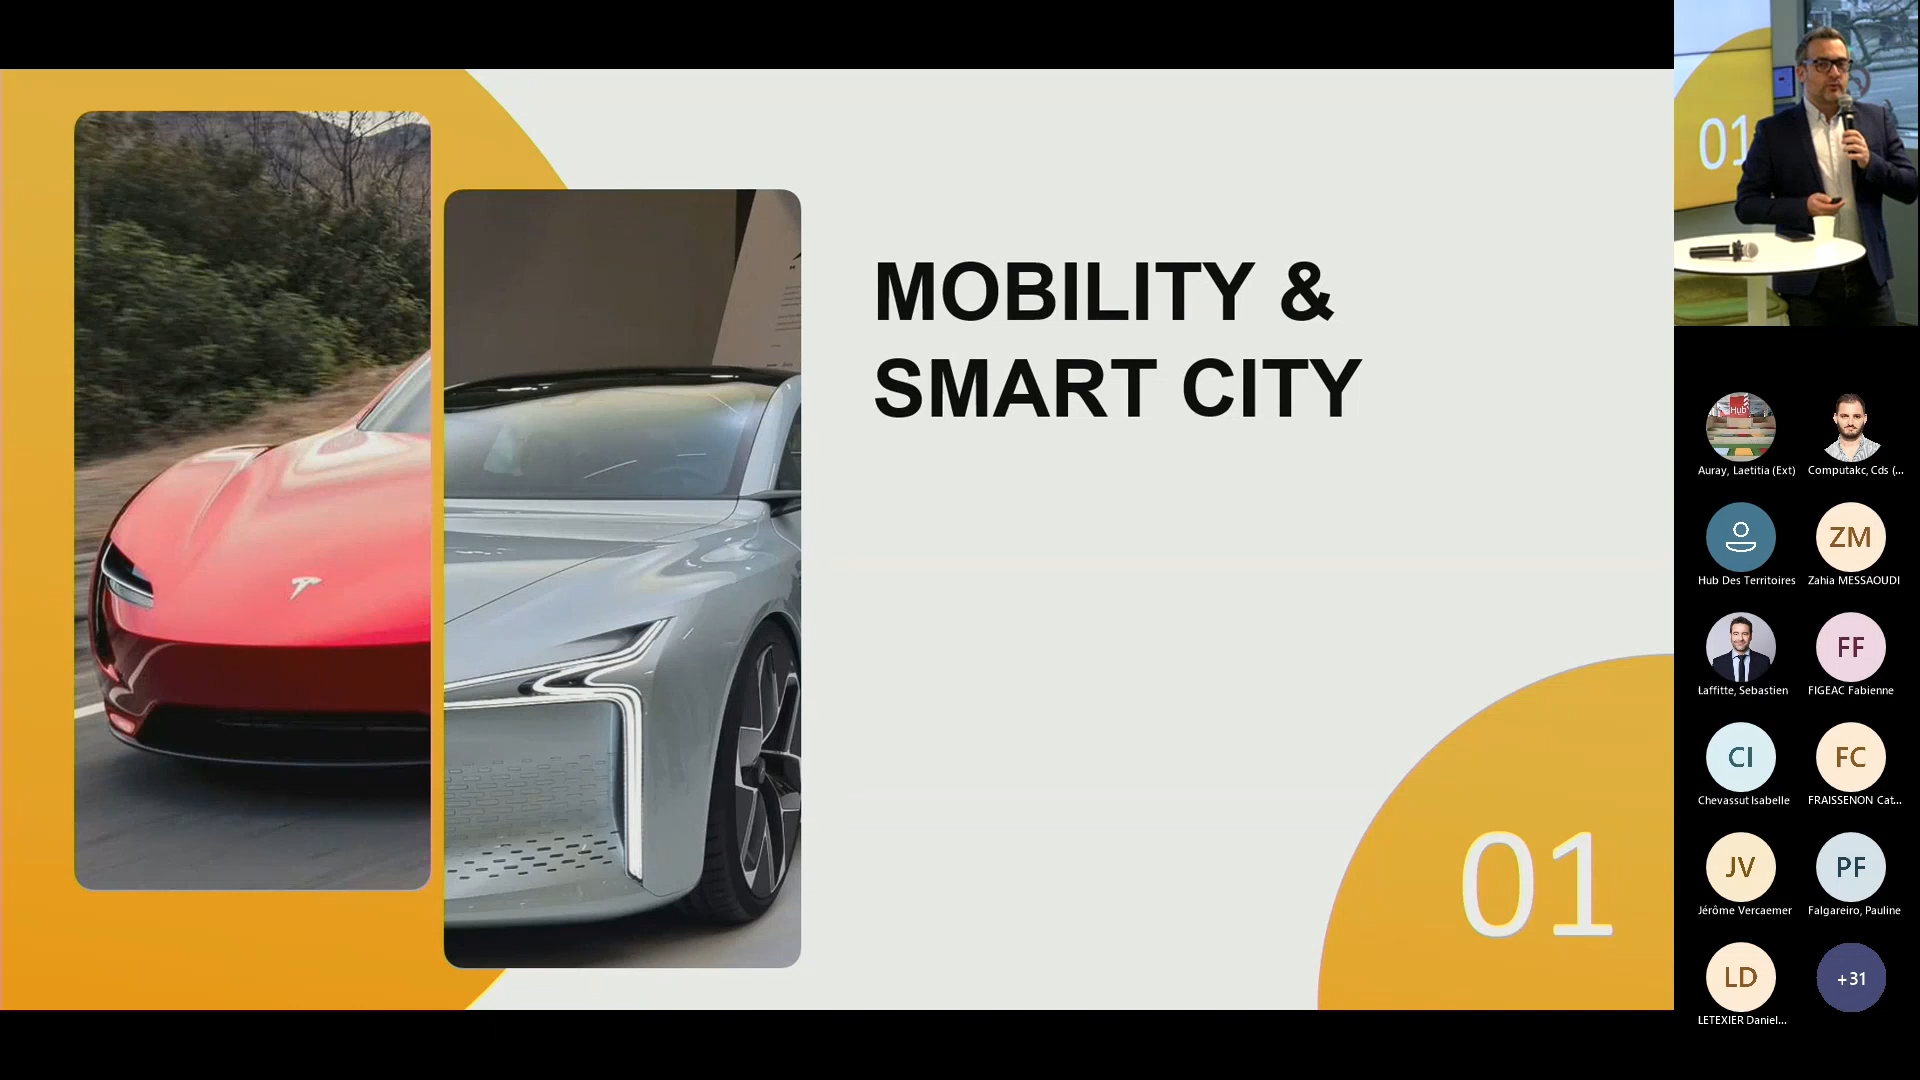 MOBILITY &
SMART CITY
01
01
Hub
Auray, Laetitia (Ext)
Computakc, Cds (...
Hub Des Territoires
ZM
Zahia MESSAOUDI
Laffitte, Sebastien
FF
FIGEAC Fabienne
CI
Chevassut Isabelle
FC
FRAISSENON Cat...
JV
Jérôme Vercaemer
PF
Falgareiro, Pauline
LD
LETEXIER Daniel...
+31